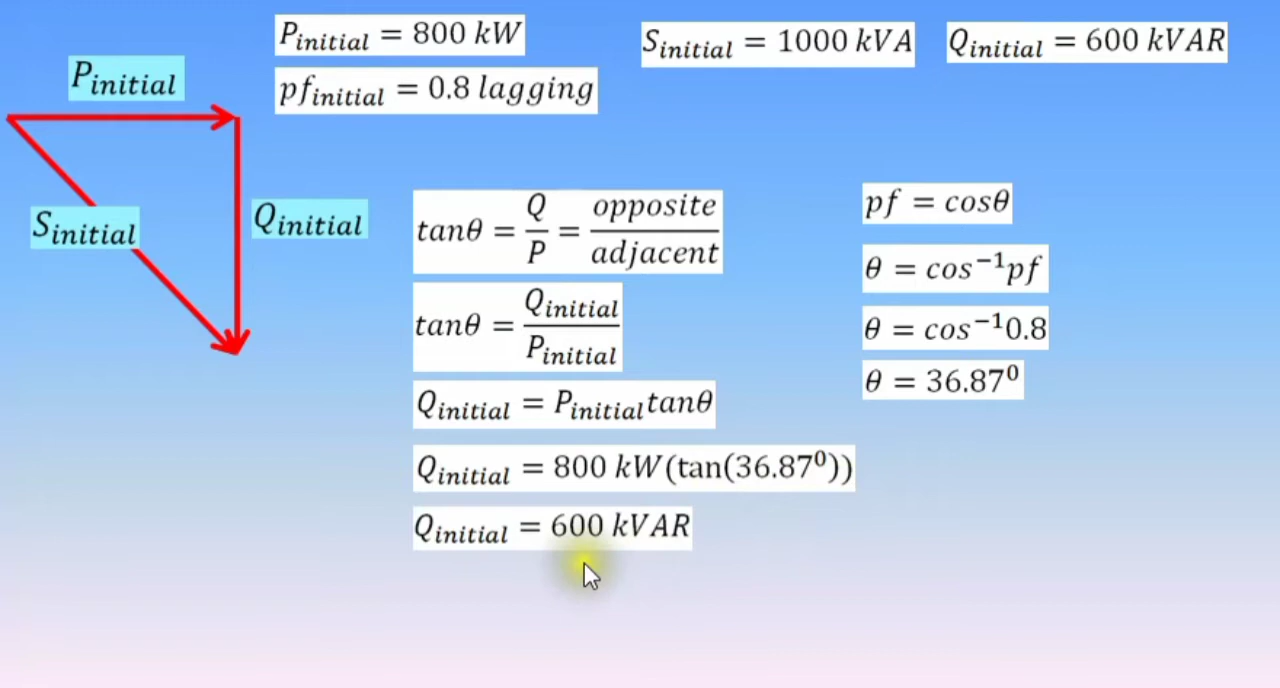 P_initial = 800 kW
S_initial = 1000 kVA
Q_initial = 600 kVAR
P_initial
pf_initial = 0.8 lagging
S_initial
Q_initial
tanθ = Q/P = opposite/adjacent
tanθ = Q_initial/P_initial
Q_initial = P_initial tanθ
Q_initial = 800 kW(tan(36.87⁰))
Q_initial = 600 kVAR
pf = cosθ
θ = cos⁻¹pf
θ = cos⁻¹0.8
θ = 36.87⁰